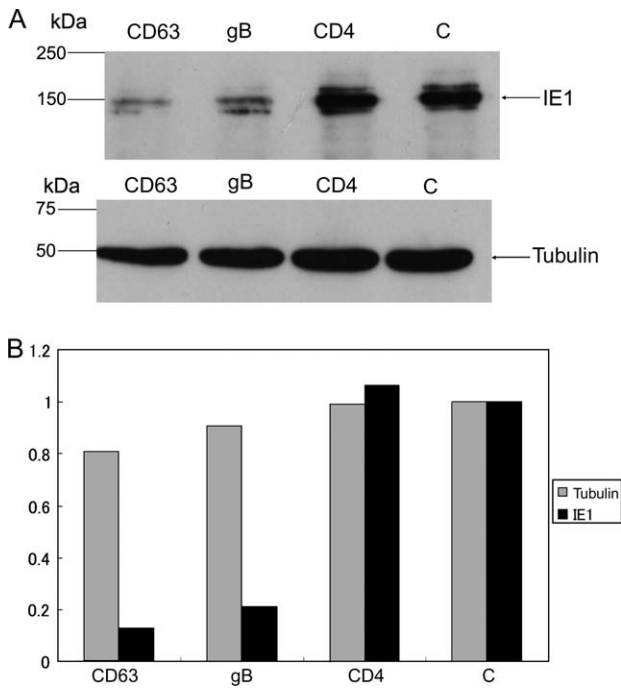 A
kDa CD63 gB CD4 C
250
150 IE1
kDa CD63 gB CD4 C
75
50 Tubulin
B
1.2
1
0.8
0.6
0.4
0.2
0
CD63 gB CD4 C
Tubulin
IE1